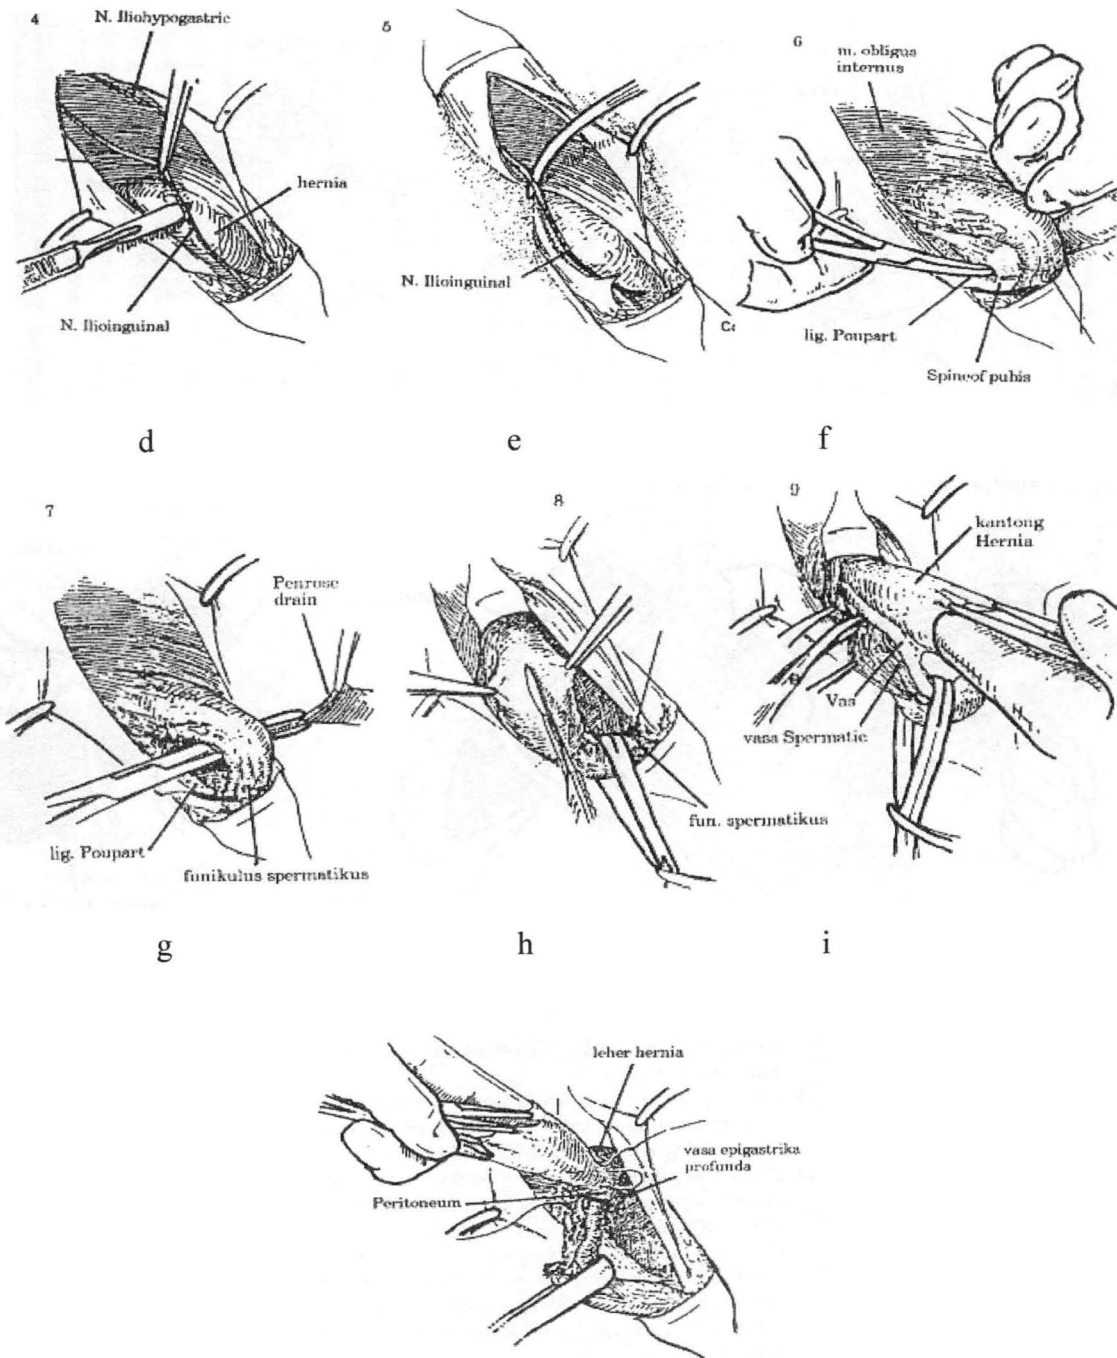 4
N. Iliohypogastric
hernia
N. Ilioinguinal
5
N. Ilioinguinal
Co
6
m. obligus
internus
lig. Poupart
Spineof pubis
d
e
f
7
Penrose
drain
lig. Poupart
funikulus spermatikus
8
fun. spermatikus
9
kantong
Hernia
Vas
vasa Spermatic
g
h
i
leher hernia
vasa epigastrika
profunda
Peritoneum